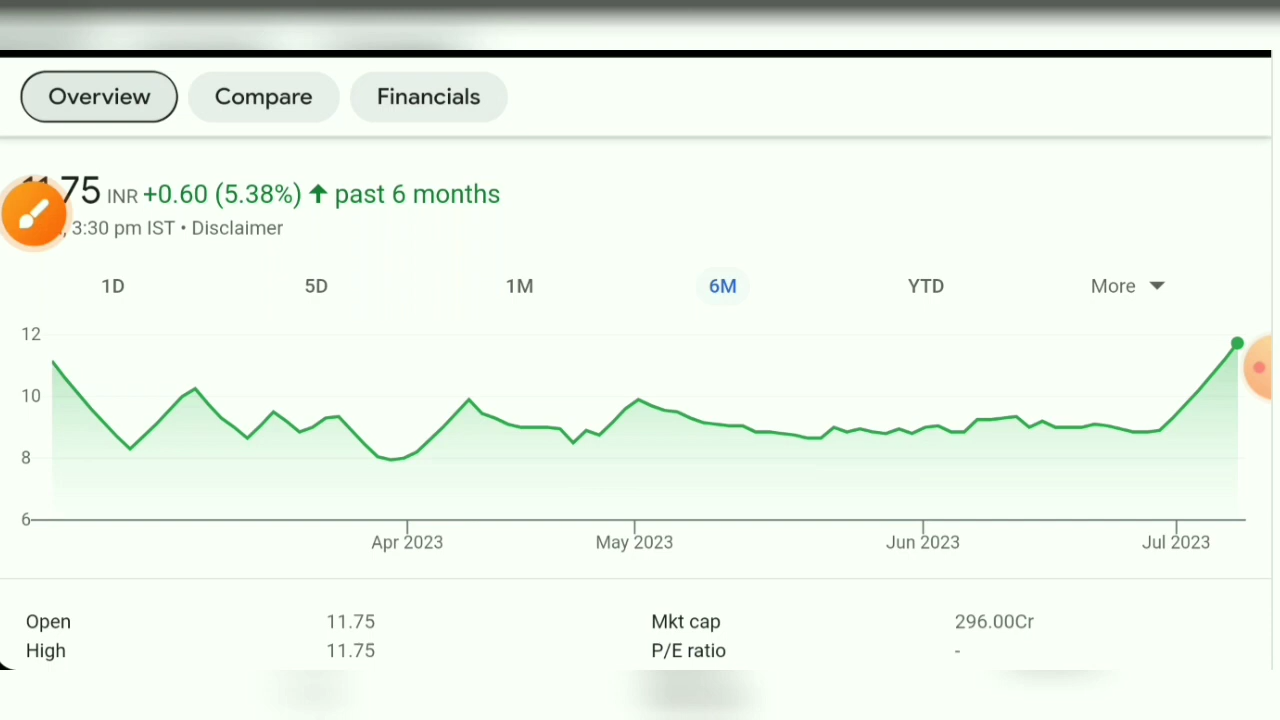 Overview Compare Financials
11.75 INR +0.60 (5.38%) ↑ past 6 months
, 3:30 pm IST • Disclaimer
1D 5D 1M 6M YTD More
12
10
8
6
Apr 2023 May 2023 Jun 2023 Jul 2023
Open 11.75 Mkt cap 296.00Cr
High 11.75 P/E ratio -